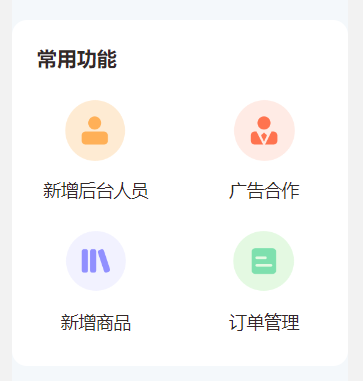 常用功能
新增后台人员
广告合作
新增商品
订单管理